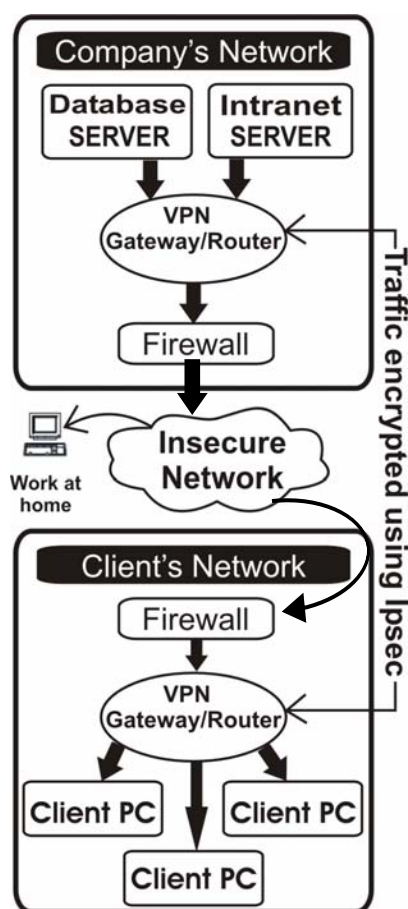 Company's Network
Database
SERVER
Intranet
SERVER
VPN
Gateway/Router
Firewall
Traffic encrypted using Ipsec
Insecure
Network
Work at
home
Client's Network
Firewall
VPN
Gateway/Router
Client PC
Client PC
Client PC